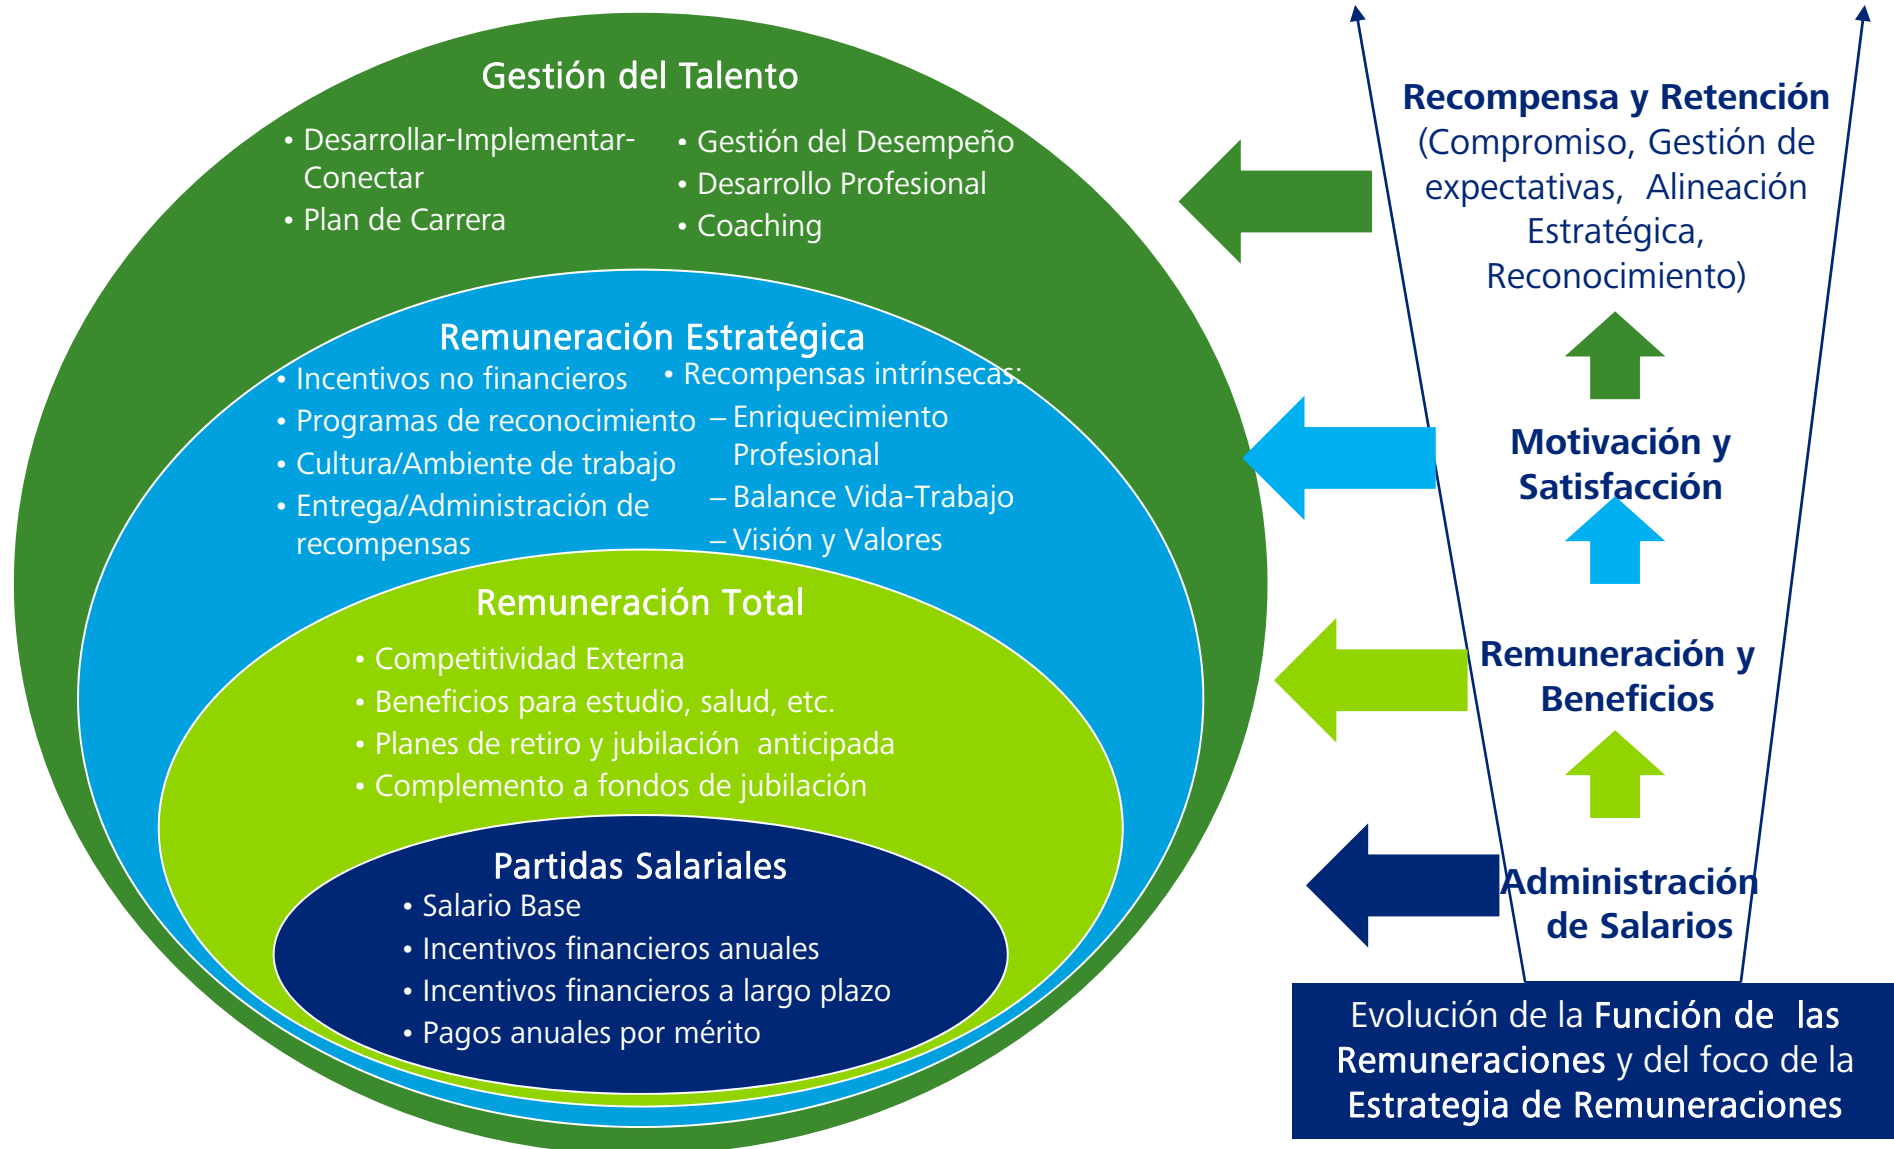 Gestión del Talento
• Desarrollar-Implementar-
Conectar
• Plan de Carrera
• Gestión del Desempeño
• Desarrollo Profesional
• Coaching
Remuneración Estratégica
• Incentivos no financieros
• Programas de reconocimiento
• Cultura/Ambiente de trabajo
• Entrega/Administración de
recompensas
• Recompensas intrínsecas:
– Enriquecimiento
Profesional
– Balance Vida-Trabajo
– Visión y Valores
Remuneración Total
• Competitividad Externa
• Beneficios para estudio, salud, etc.
• Planes de retiro y jubilación  anticipada
• Complemento a fondos de jubilación
Partidas Salariales
• Salario Base
• Incentivos financieros anuales
• Incentivos financieros a largo plazo
• Pagos anuales por mérito
Recompensa y Retención
(Compromiso, Gestión de
expectativas,  Alineación
Estratégica,
Reconocimiento)
Motivación y
Satisfacción
Remuneración y
Beneficios
Administración
de Salarios
Evolución de la Función de  las
Remuneraciones y del foco de la
Estrategia de Remuneraciones